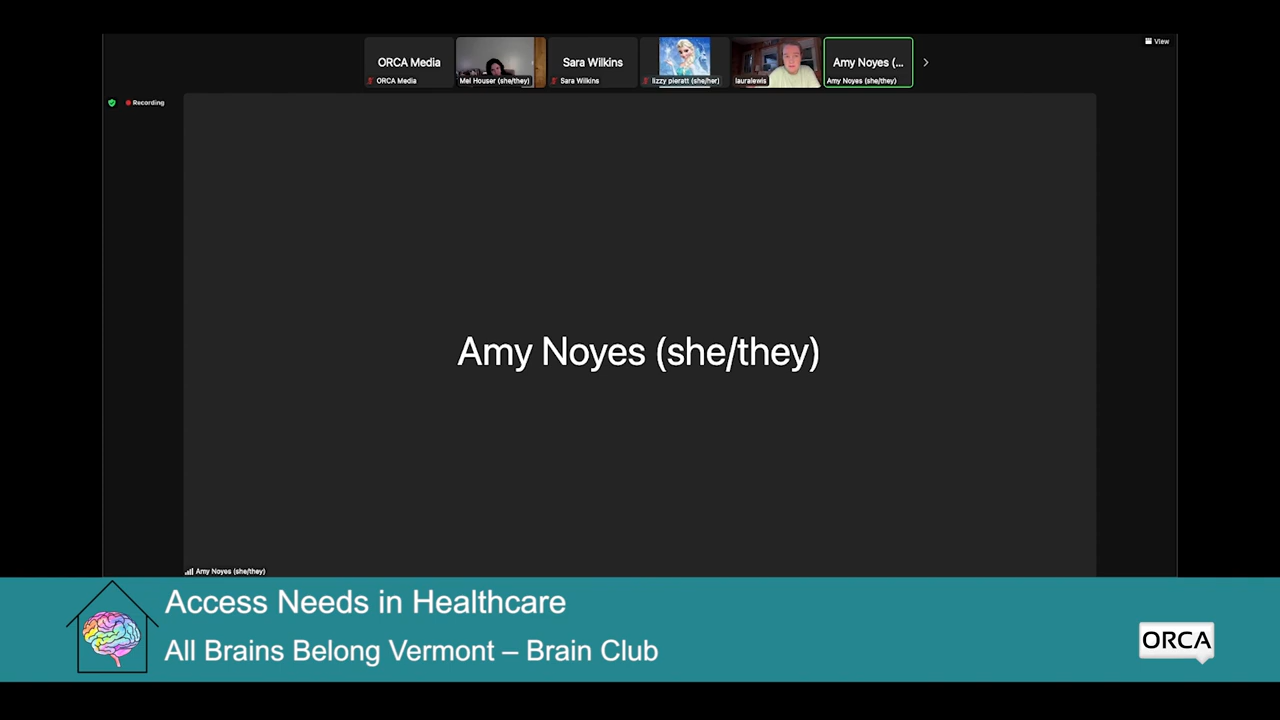 View
ORCA Media
ORCA Media
Mel Houser (she/they)
Sara Wilkins
Sara Wilkins
lizzy pieratt (she/her)
lauralewis
Amy Noyes (...
Amy Noyes (she/they)
Recording
Amy Noyes (she/they)
Amy Noyes (she/they)
Access Needs in Healthcare
All Brains Belong Vermont – Brain Club
ORCA